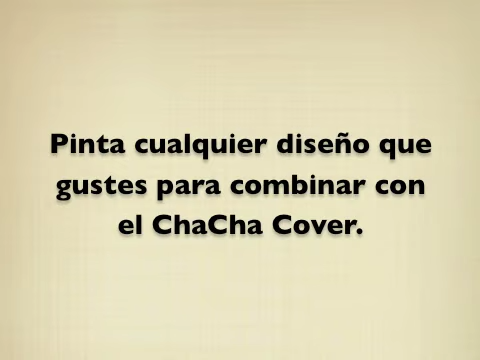 Pinta cualquier diseño que
gustes para combinar con
el ChaCha Cover.